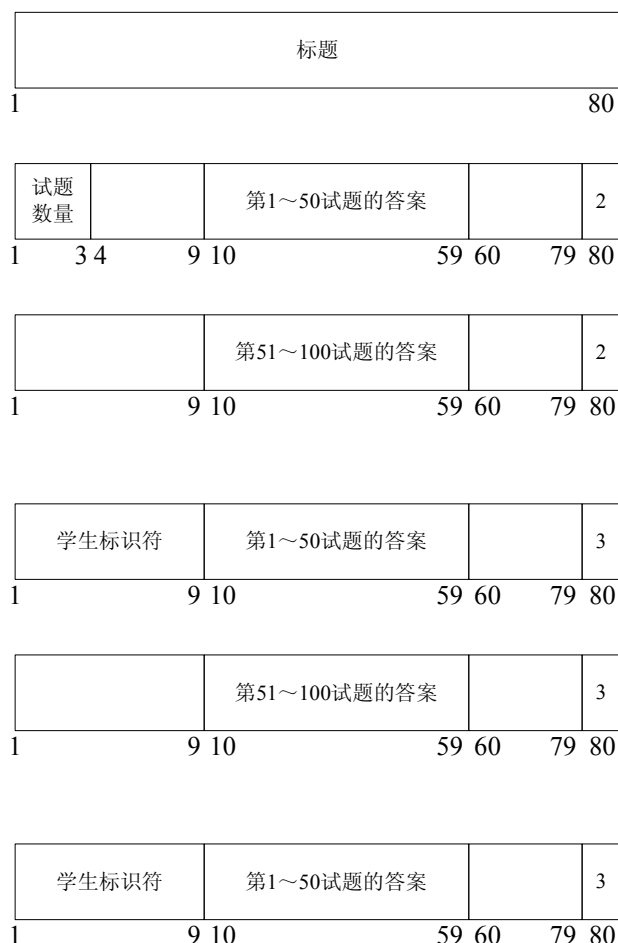 标题
1 80
试题
数量
第1～50试题的答案 2
1 3 4 9 10 59 60 79 80
第51～100试题的答案 2
1 9 10 59 60 79 80
学生标识符 第1～50试题的答案 3
1 9 10 59 60 79 80
第51～100试题的答案 3
1 9 10 59 60 79 80
学生标识符 第1～50试题的答案 3
1 9 10 59 60 79 80